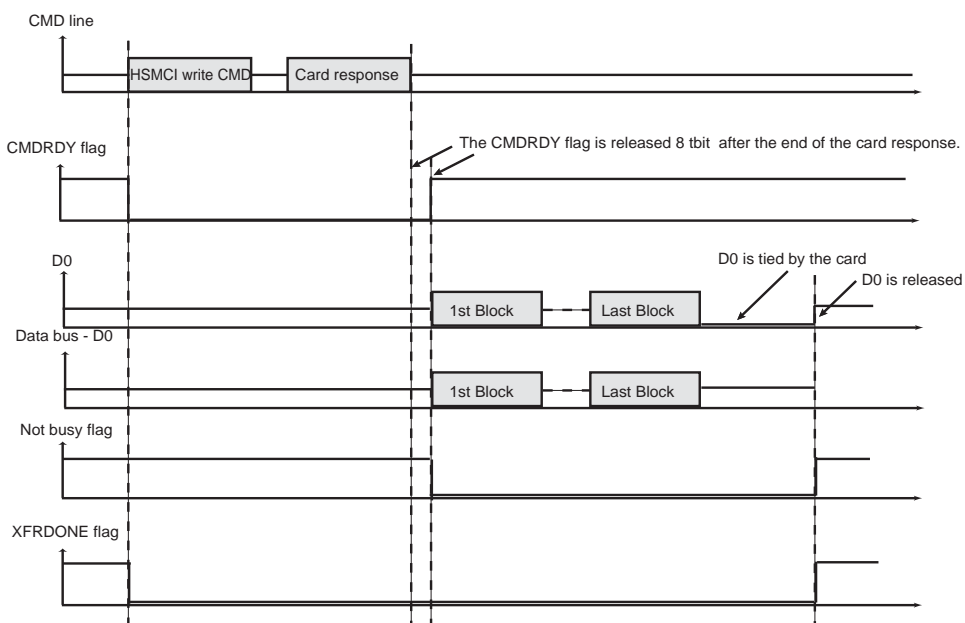 CMD line
HSMCI write CMD
Card response
CMDRDY flag
The CMDRDY flag is released 8 tbit after the end of the card response.
D0
1st Block
Last Block
D0 is tied by the card
D0 is released
Data bus - D0
1st Block
Last Block
Not busy flag
XFRDONE flag